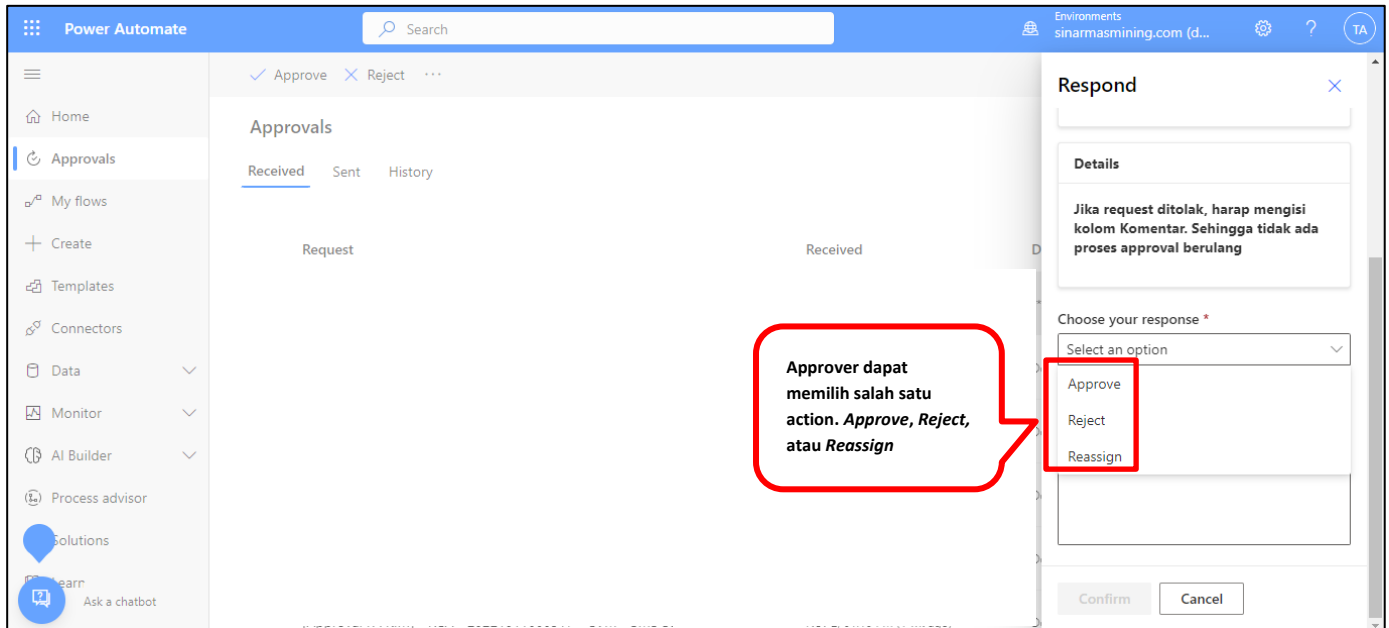 Power Automate
Search
Environments
sinarmasmining.com (d...
?
TA
Approve
Reject
...
Home
Approvals
My flows
Create
Templates
Connectors
Data
Monitor
AI Builder
Process advisor
Solutions
Learn
Ask a chatbot
Approvals
Received
Sent
History
Request
Received
Approver dapat
memilih salah satu
action. Approve, Reject,
atau Reassign
Respond
Details
Jika request ditolak, harap mengisi
kolom Komentar. Sehingga tidak ada
proses approval berulang
Choose your response *
Select an option
Approve
Reject
Reassign
Confirm
Cancel